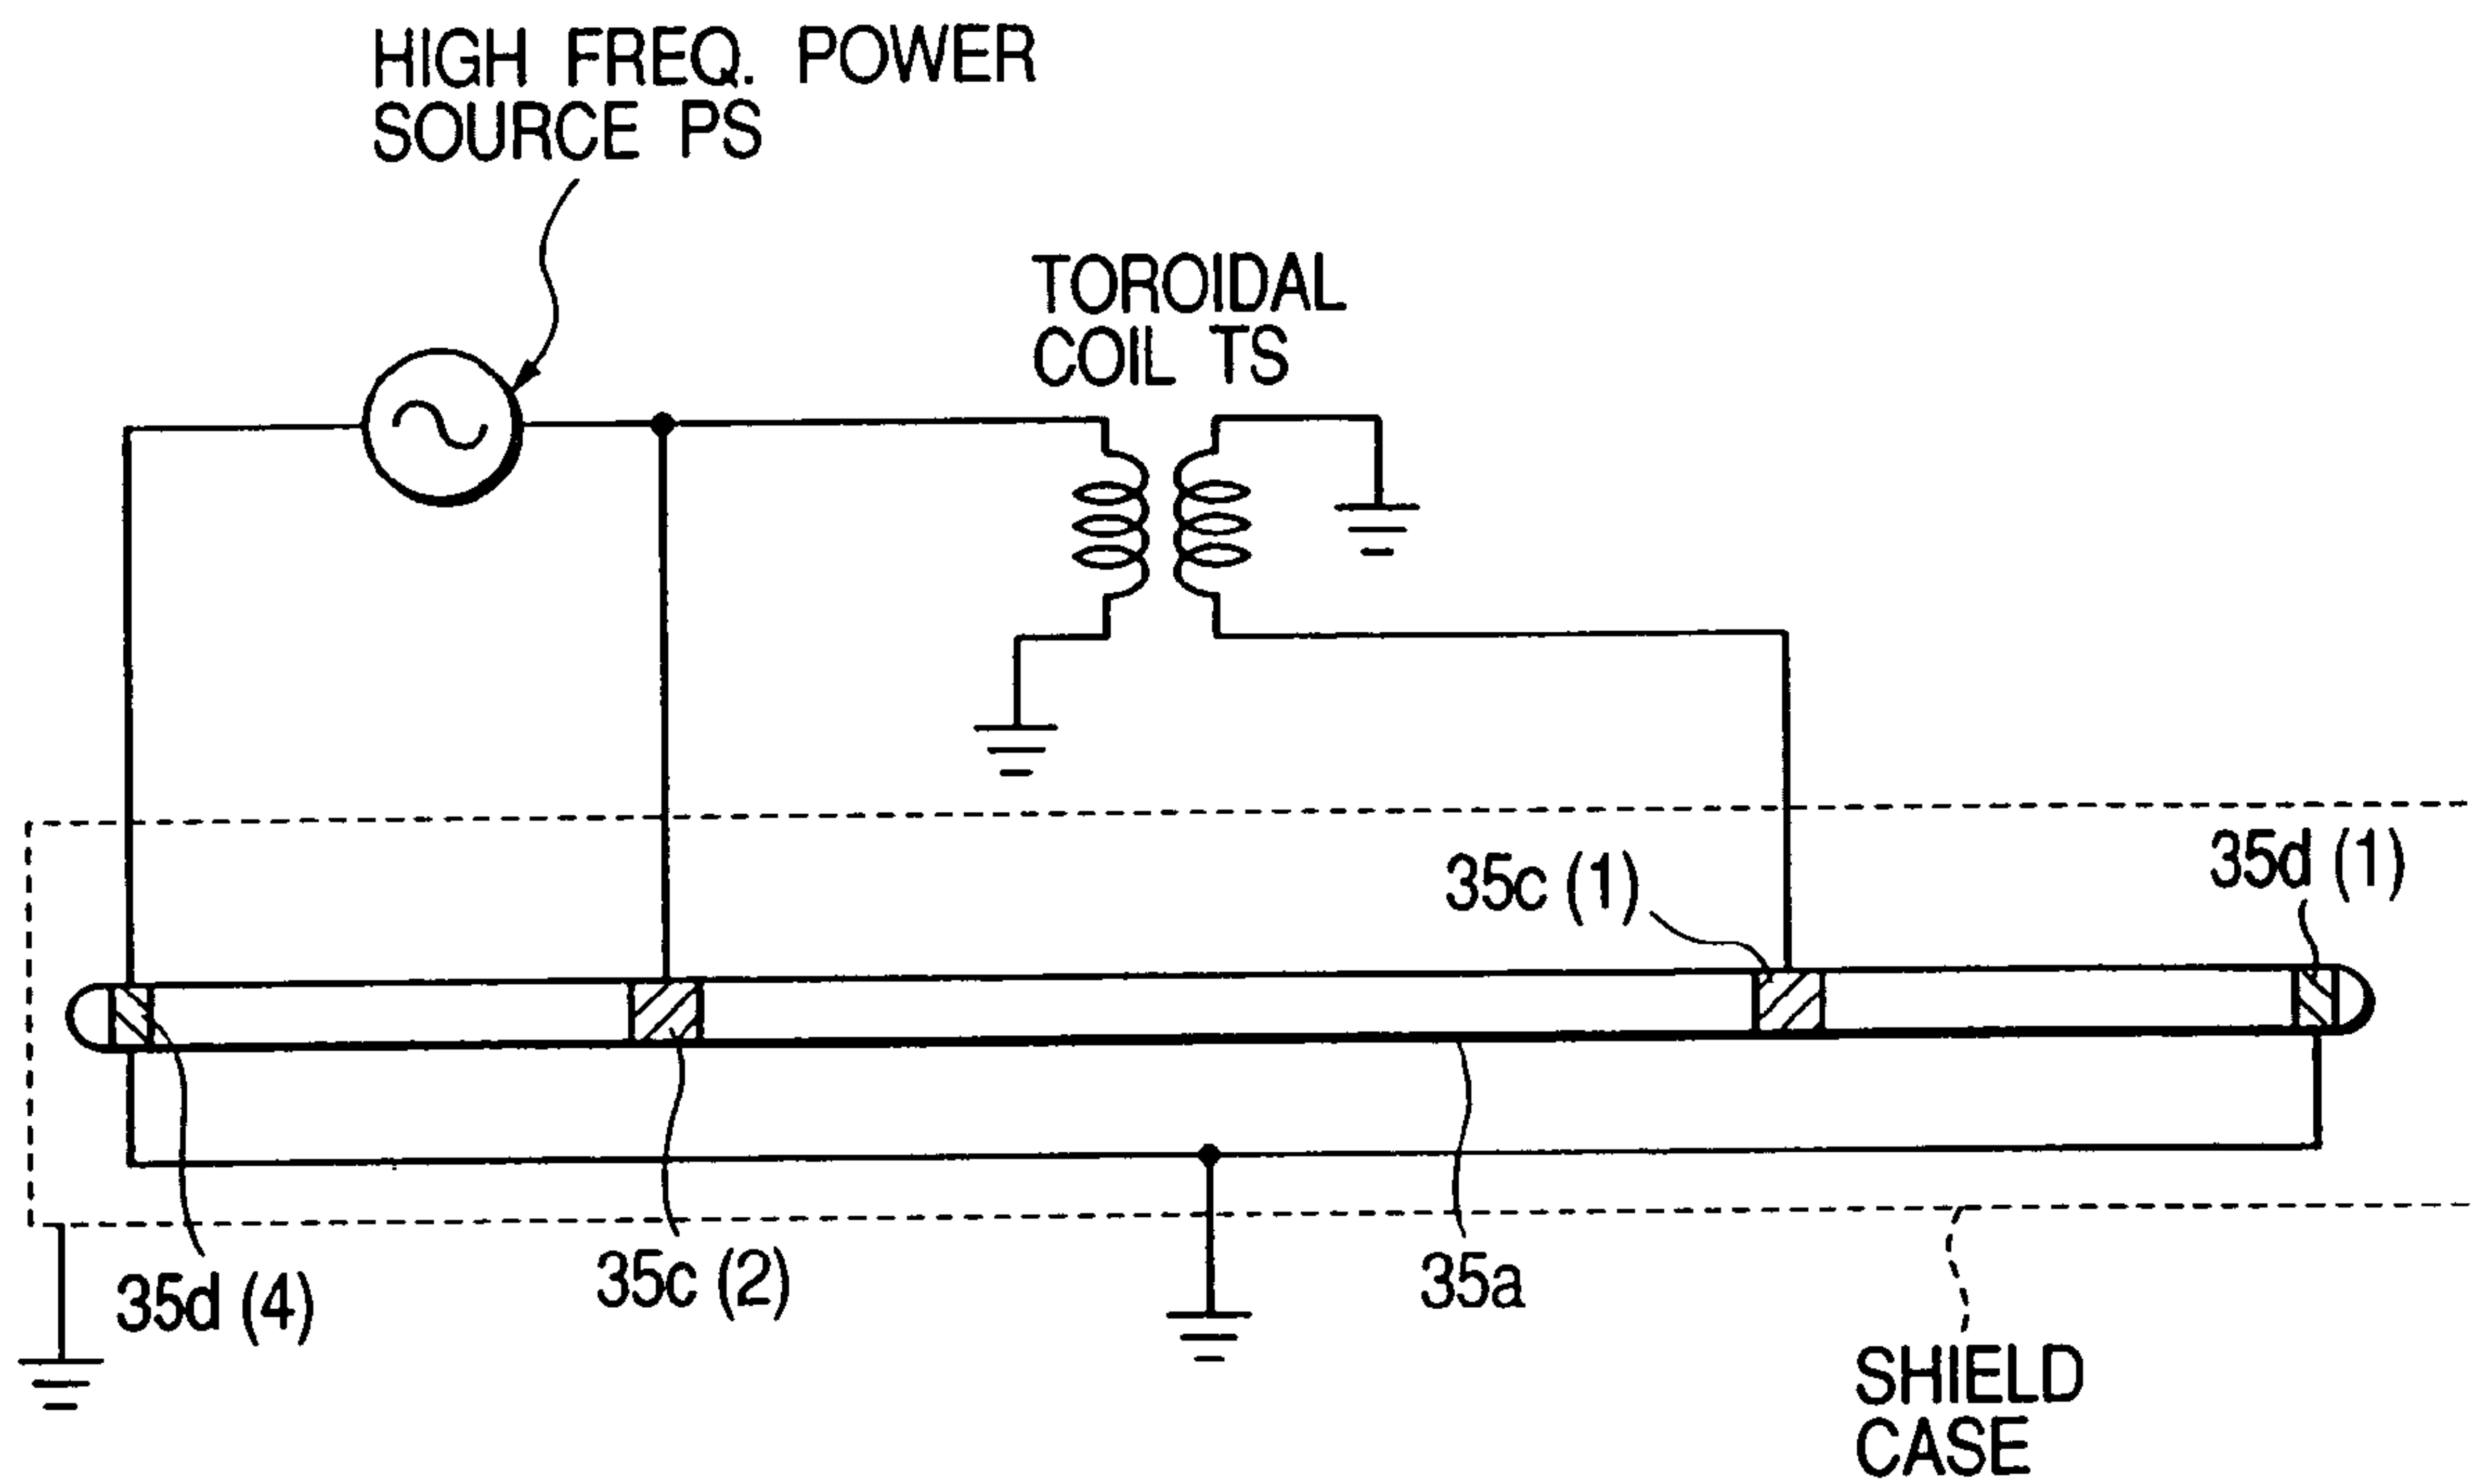 HIGH FREQ. POWER
SOURCE PS
TOROIDAL
COIL TS
35c (1)
35d (1)
35d (4)
35c (2)
35a
SHIELD
CASE